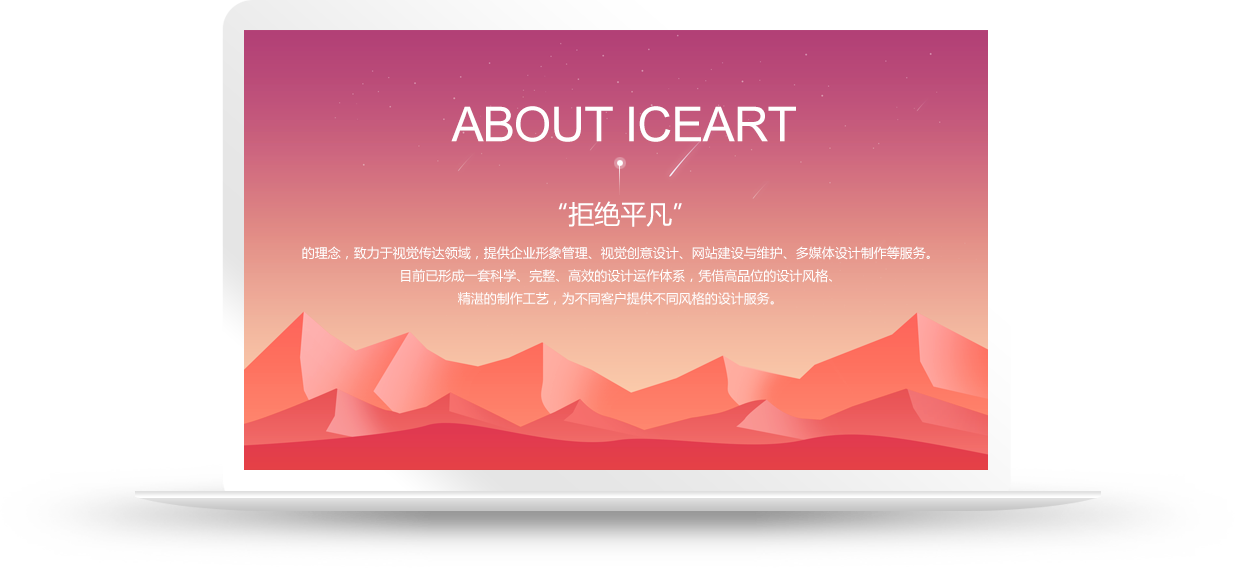 ABOUT ICEART
“拒绝平凡”
的理念，致力于视觉传达领域，提供企业形象管理、视觉创意设计、网站建设与维护、多媒体设计制作等服务。
目前已形成一套科学、完整、高效的设计运作体系，凭借高品位的设计风格、
精湛的制作工艺，为不同客户提供不同风格的设计服务。